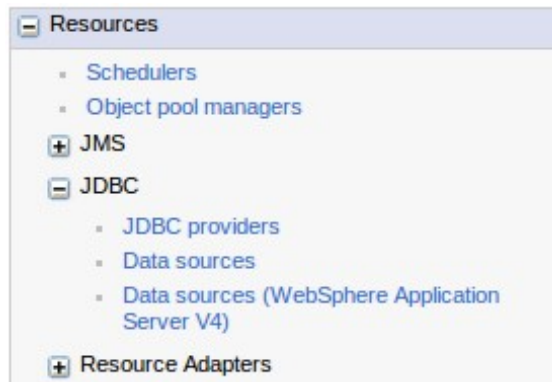 Resources
Schedulers
Object pool managers
JMS
JDBC
JDBC providers
Data sources
Data sources (WebSphere Application
Server V4)
Resource Adapters